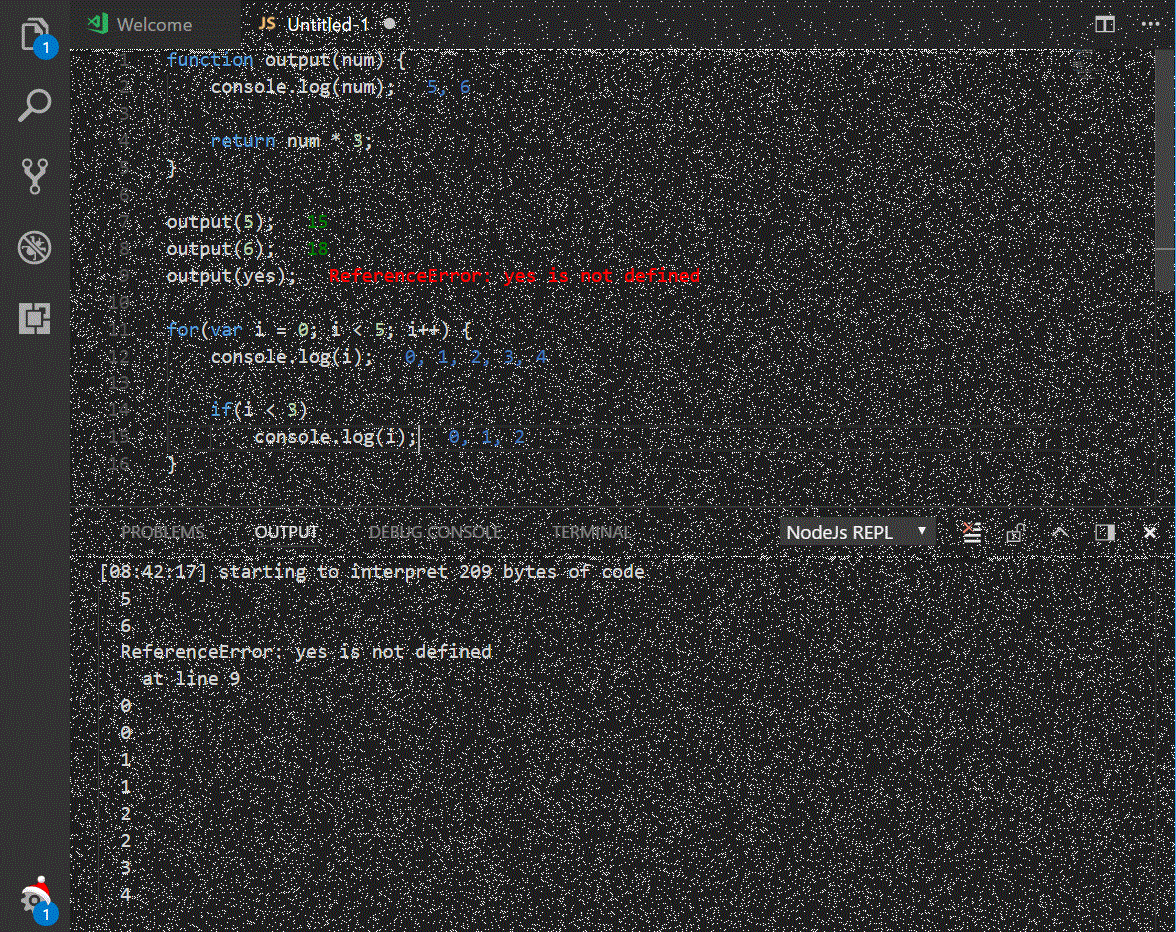 1
Welcome
JS Untitled-1
1 function output(num) {
2 console.log(num); 5, 6
3
4 return num * 3;
5 }
6
7 output(5); 15
8 output(6); 18
9 output(yes); ReferenceError: yes is not defined
10
11 for(var i = 0; i < 5; i++) {
12 console.log(i); 0, 1, 2, 3, 4
13
14 if(i < 3)
15 console.log(i); 0, 1, 2
16 }
PROBLEMS OUTPUT DEBUG CONSOLE TERMINAL NodeJs REPL
[08:42:17] starting to interpret 209 bytes of code
5
6
ReferenceError: yes is not defined
at line 9
0
0
1
1
2
2
3
4
1